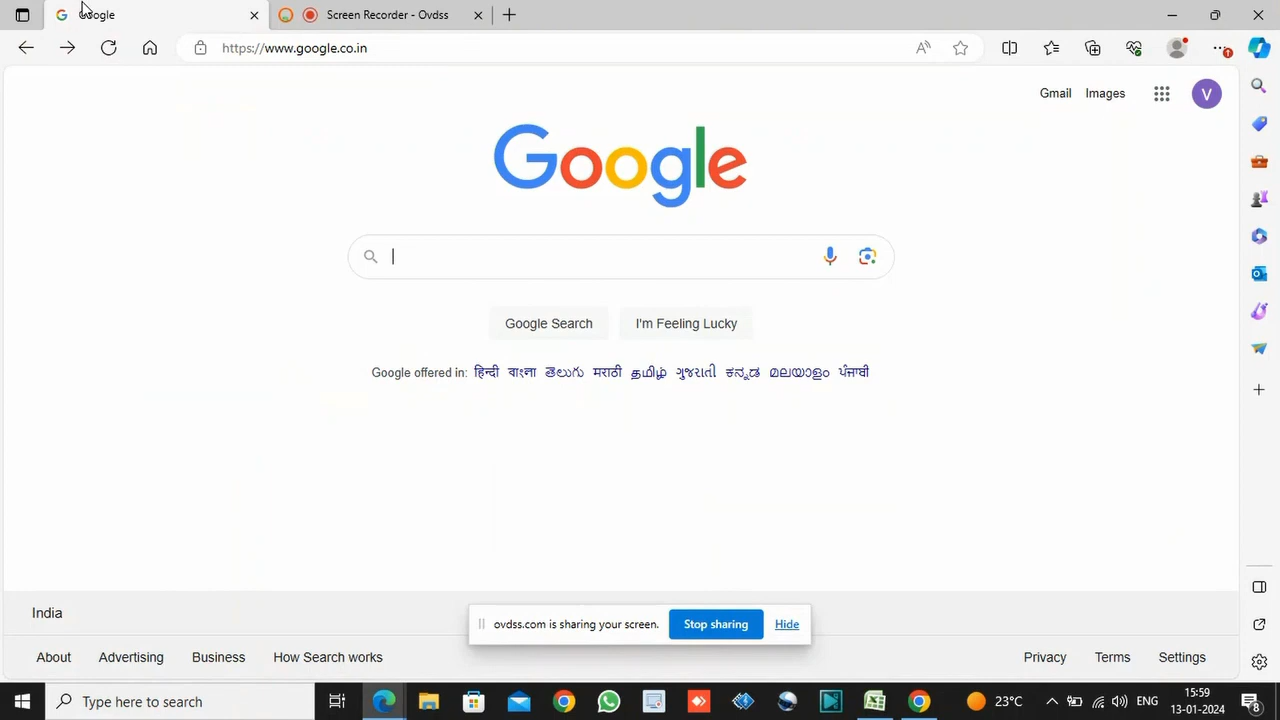 Google
Screen Recorder - Ovdss
https://www.google.co.in
Gmail Images
V
Google
Google Search I'm Feeling Lucky
Google offered in: हिन्दी বাংলা తెలుగు मराठी தமிழ் ગુજરાતી ಕನ್ನಡ മലയാളം ਪੰਜਾਬੀ
India
ovdss.com is sharing your screen. Stop sharing Hide
About Advertising Business How Search works Privacy Terms Settings
Type here to search
23°C
ENG
15:59
13-01-2024
8